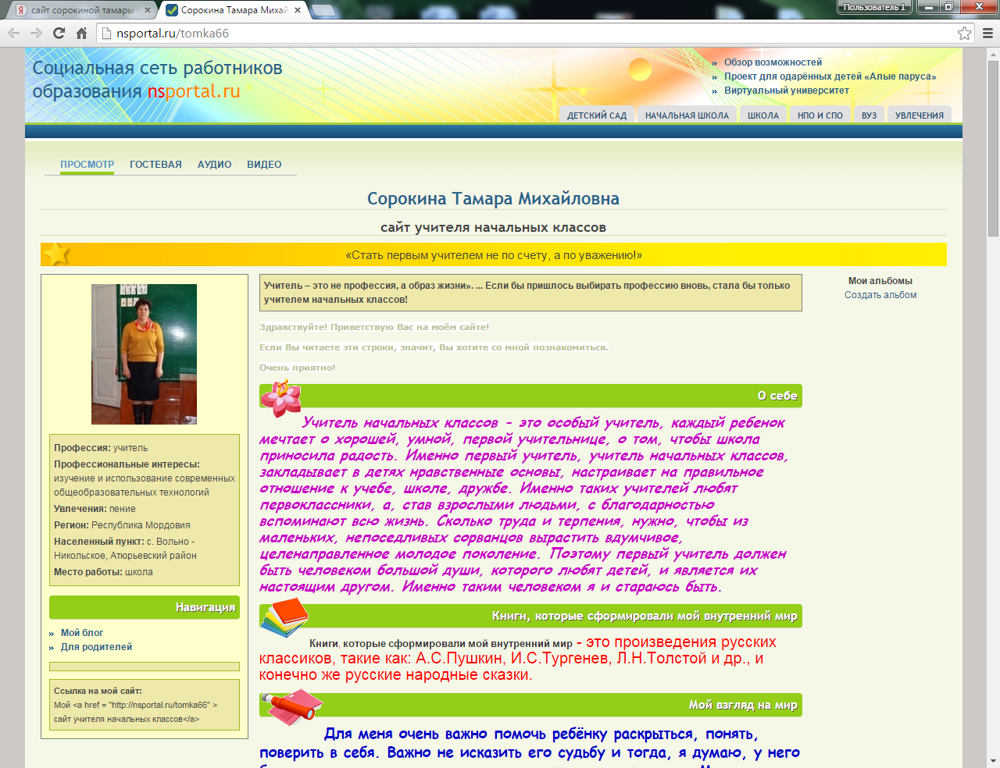 сайт сорокиной тамары
Сорокина Тамара Михай
Пользователь 1
nsportal.ru/tomka66
Социальная сеть работников
образования nsportal.ru
Обзор возможностей
Проект для одарённых детей «Алые паруса»
Виртуальный университет
ДЕТСКИЙ САД НАЧАЛЬНАЯ ШКОЛА ШКОЛА НПО И СПО ВУЗ УВЛЕЧЕНИЯ
ПРОСМОТР ГОСТЕВАЯ АУДИО ВИДЕО
Сорокина Тамара Михайловна
сайт учителя начальных классов
«Стать первым учителем не по счету, а по уважению!»
Профессия: учитель
Профессиональные интересы:
изучение и использование современных
общеобразовательных технологий
Увлечения: пение
Регион: Республика Мордовия
Населенный пункт: с. Вольно -
Никольское, Атюрьевский район
Место работы: школа
Навигация
Мой блог
Для родителей
Ссылка на мой сайт:
Мой <a href = "http://nsportal.ru/tomka66" >
сайт учителя начальных классов</a>
Учитель – это не профессия, а образ жизни». ... Если бы пришлось выбирать профессию вновь, стала бы только
учителем начальных классов!
Здравствуйте! Приветствую Вас на моём сайте!
Если Вы читаете эти строки, значит, Вы хотите со мной познакомиться.
Очень приятно!
О себе
Учитель начальных классов - это особый учитель, каждый ребенок
мечтает о хорошей, умной, первой учительнице, о том, чтобы школа
приносила радость. Именно первый учитель, учитель начальных классов,
закладывает в детях нравственные основы, настраивает на правильное
отношение к учебе, школе, дружбе. Именно таких учителей любят
первоклассники, а, став взрослыми людьми, с благодарностью
вспоминают всю жизнь. Сколько труда и терпения, нужно, чтобы из
маленьких, непоседливых сорванцов вырастить вдумчивое,
целенаправленное молодое поколение. Поэтому первый учитель должен
быть человеком большой души, которого любят детей, и является их
настоящим другом. Именно таким человеком я и стараюсь быть.
Книги, которые сформировали мой внутренний мир
Книги, которые сформировали мой внутренний мир - это произведения русских
классиков, такие как: А.С.Пушкин, И.С.Тургенев, Л.Н.Толстой и др., и
конечно же русские народные сказки.
Мой взгляд на мир
Для меня очень важно помочь ребёнку раскрыться, понять,
поверить в себя. Важно не исказить его судьбу и тогда, я думаю, у него
Мои альбомы
Создать альбом